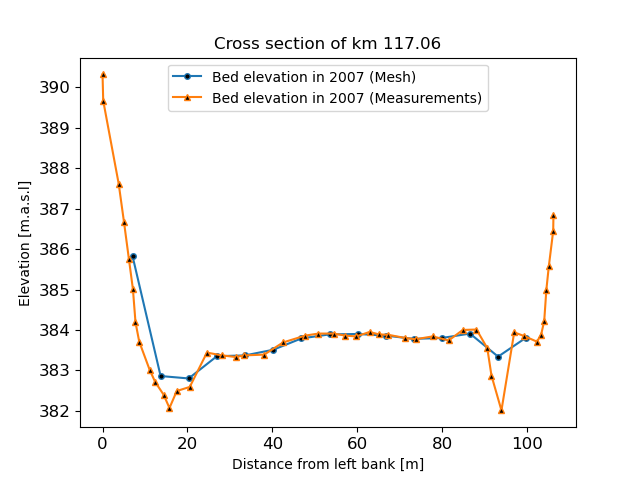 Cross section of km 117.06
Bed elevation in 2007 (Mesh)
Bed elevation in 2007 (Measurements)
390
389
388
387
386
385
384
383
382
Elevation [m.a.s.l]
0 20 40 60 80 100
Distance from left bank [m]